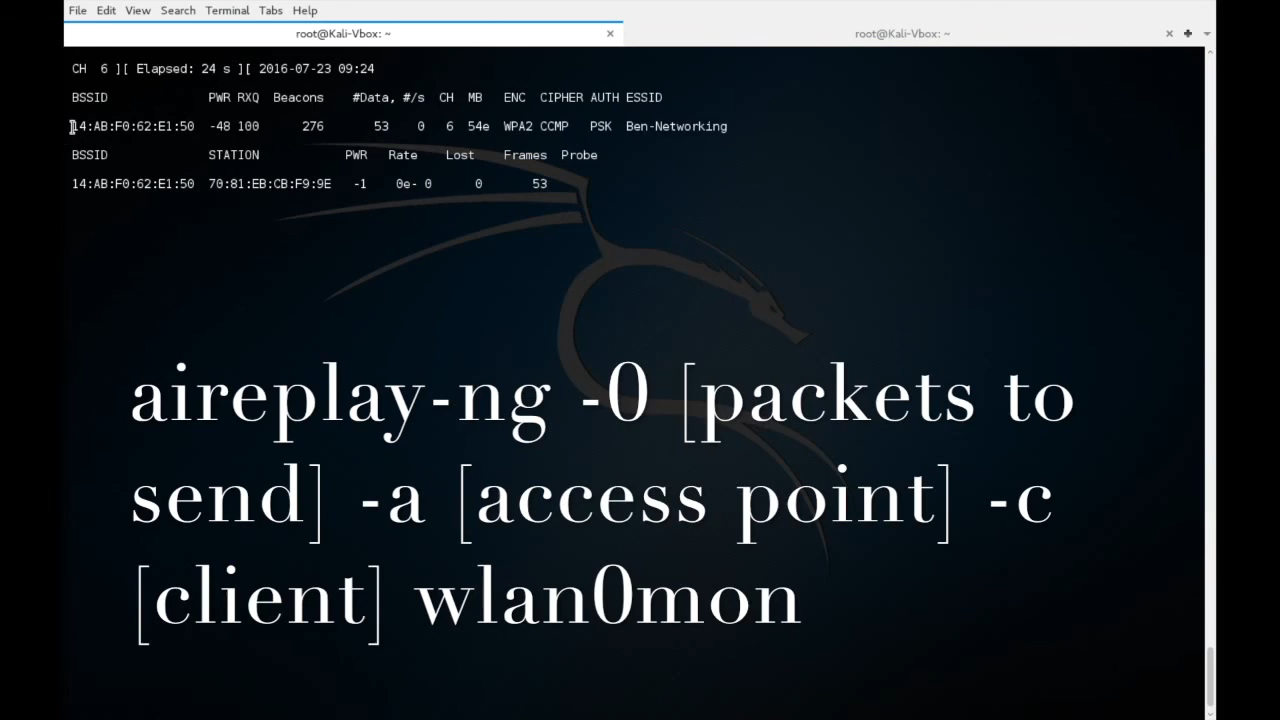 File Edit View Search Terminal Tabs Help
root@Kali-Vbox: ~ × root@Kali-Vbox: ~ ×
CH 6 ][ Elapsed: 24 s ][ 2016-07-23 09:24
BSSID PWR RXQ Beacons #Data, #/s CH MB ENC CIPHER AUTH ESSID
14:AB:F0:62:E1:50 -48 100 276 53 0 6 54e WPA2 CCMP PSK Ben-Networking
BSSID STATION PWR Rate Lost Frames Probe
14:AB:F0:62:E1:50 70:81:EB:CB:F9:9E -1 0e- 0 0 53
aireplay-ng -0 [packets to
send] -a [access point] -c
[client] wlan0mon